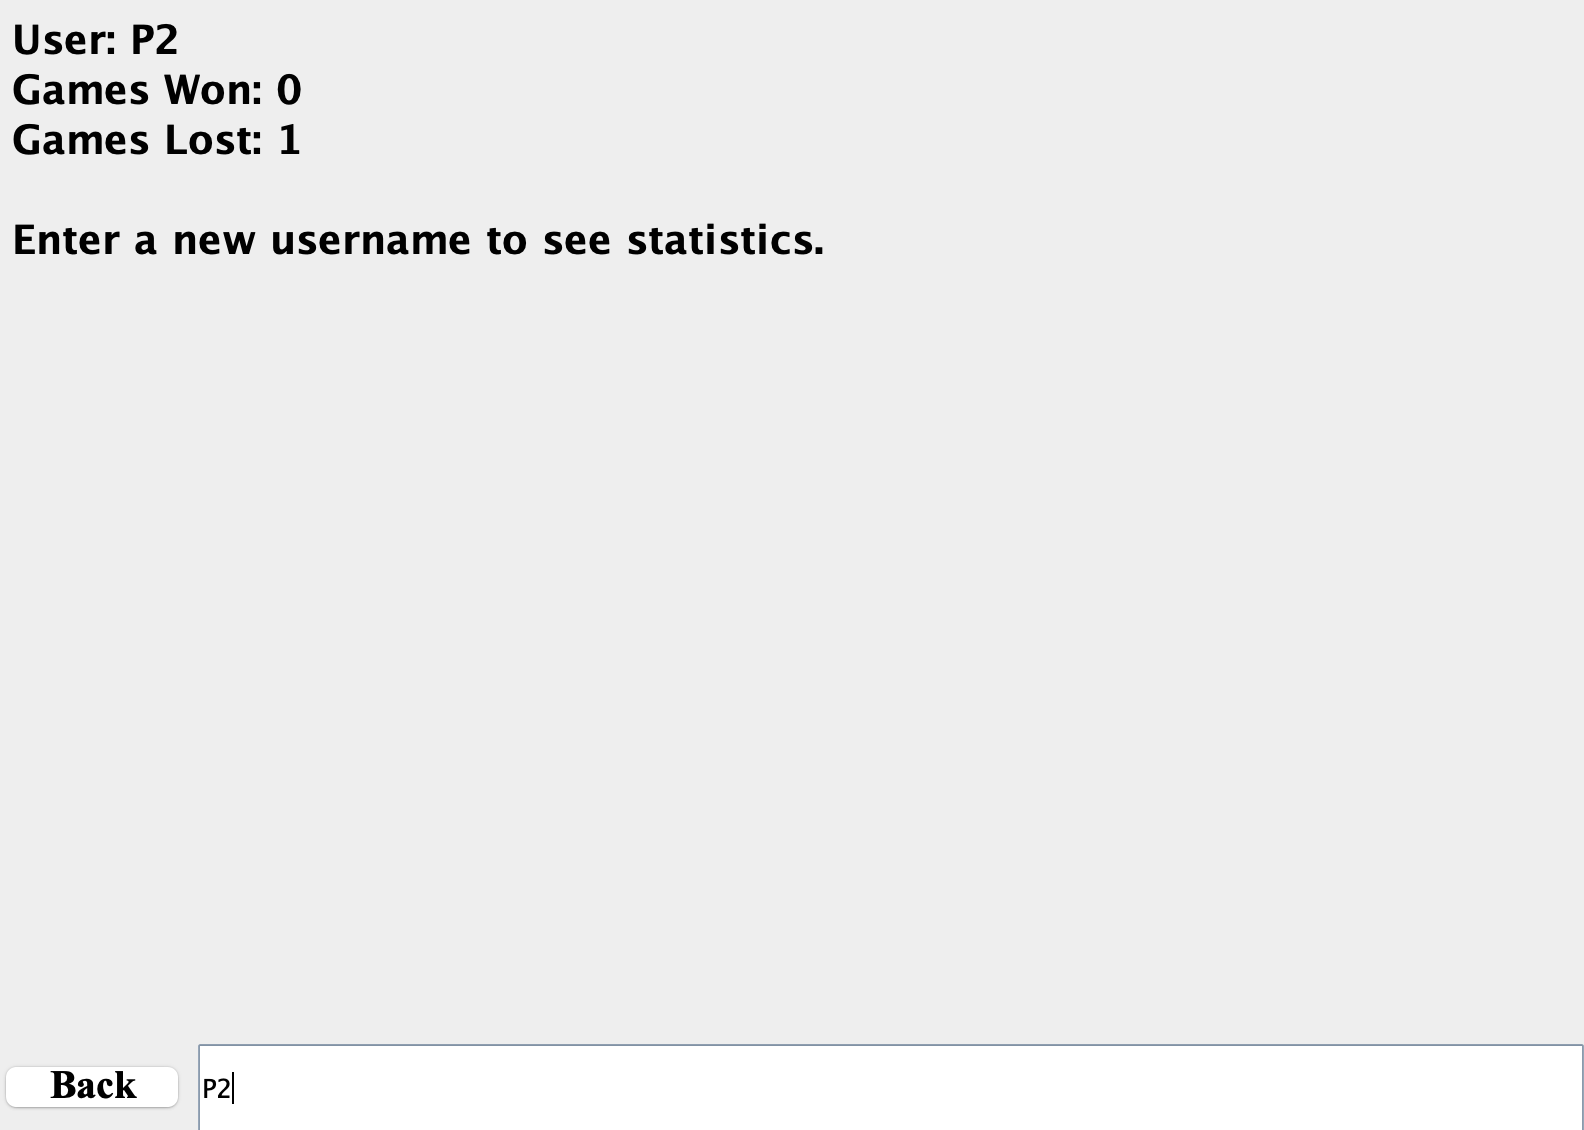 User: P2
Games Won: 0
Games Lost: 1
Enter a new username to see statistics.
Back
P2